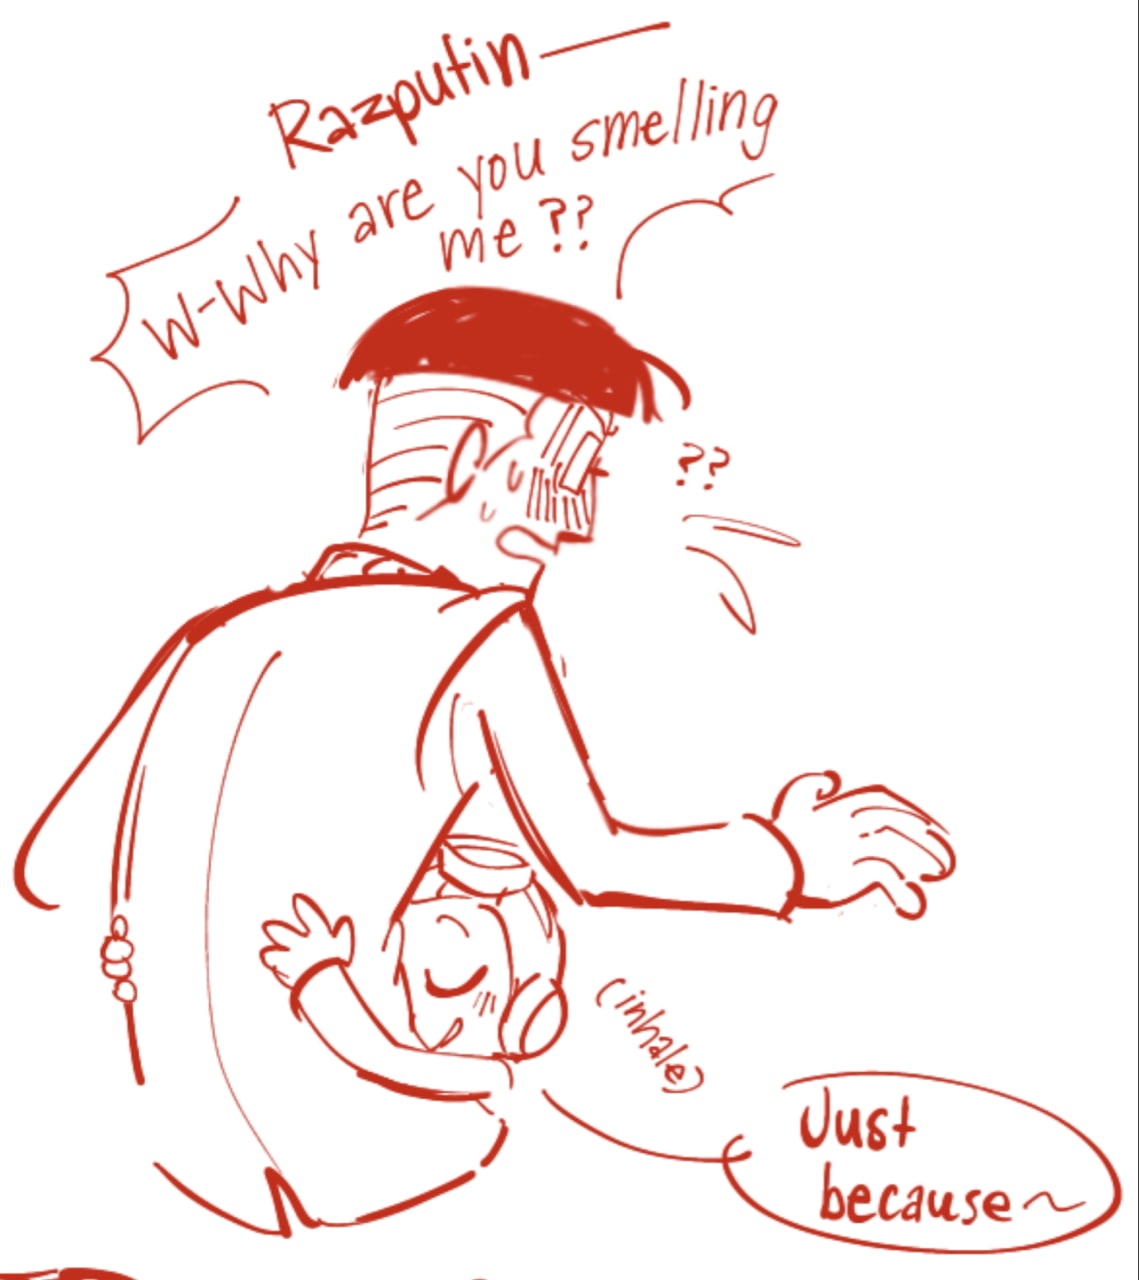 Razputin—
W-Why are you smelling
me??
??
(inhale)
Just
because~